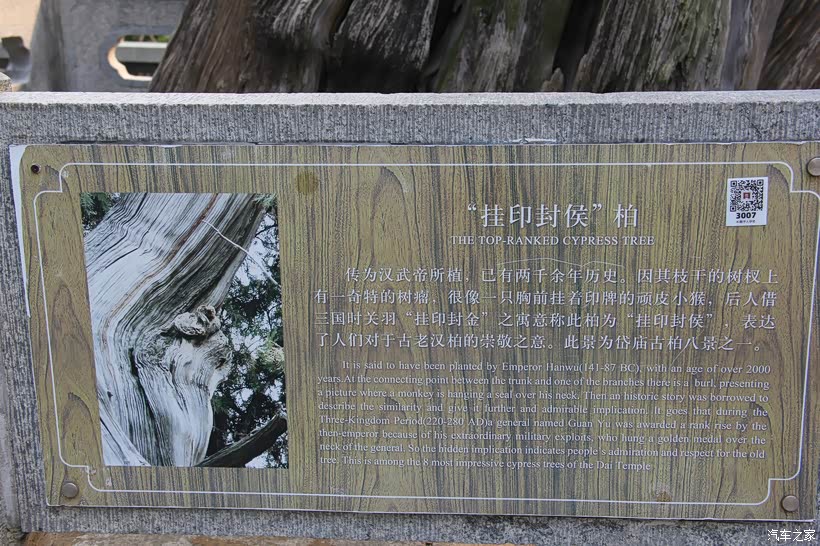 3007
“挂印封侯”柏
THE TOP-RANKED CYPRESS TREE
传为汉武帝所植，已有两千余年历史。因其枝干的树杈上
有一奇特的树瘤，很像一只胸前挂着印牌的顽皮小猴，后人借
三国时关羽“挂印封金”之寓意称此柏为“挂印封侯”，表达
了人们对于古老汉柏的崇敬之意。此景为岱庙古柏八景之一。
It is said to have been planted by Emperor Hanwu(141-87 BC), with an age of over 2000
years.At the connecting point between the trunk and one of the branches there is a burl, presenting
a picture where a monkey is hanging a seal over his neck. Then an historic story was borrowed to
describe the similarity and give it further and admirable implication. It goes that during the
Three-Kingdom Period(220-280 AD)a general named Guan Yu was awarded a rank rise by the
then-emperor because of his extraordinary military exploits, who hung a golden medal over the
neck of the general. So the hidden implication indicates people's admiration and respect for the old
tree. This is among the 8 most impressive cypress trees of the Dai Temple
汽车之家